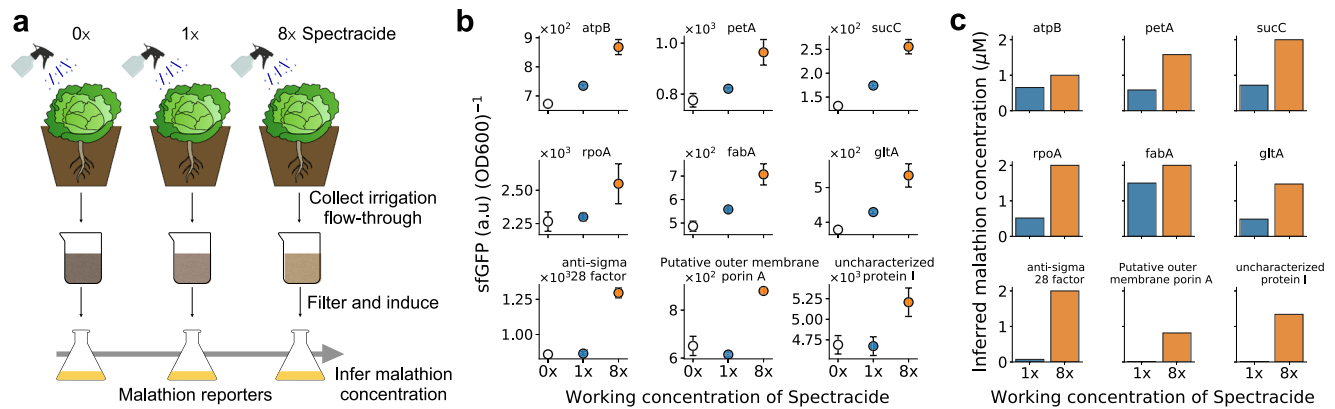 a
0x
1x
8x Spectracide
Collect irrigation
flow-through
Filter and induce
Infer malathion
concentration
Malathion reporters
b
sfGFP (a.u) (OD600)⁻¹
×10²
atpB
9
8
7
×10³
petA
1.0
0.8
×10²
sucC
2.5
2.0
1.5
×10³
rpoA
2.50
2.25
×10²
fabA
7
6
5
×10²
gltA
5
4
anti-sigma
×10³ 28 factor
1.25
1.00
0x
1x
8x
Putative outer membrane
×10² porin A
8
6
0x
1x
8x
uncharacterized
×10³ protein I
5.25
5.00
4.75
0x
1x
8x
Working concentration of Spectracide
c
Inferred malathion concentration (μM)
atpB
2
1
0
petA
sucC
rpoA
2
1
0
fabA
gltA
anti-sigma
28 factor
2
1
0
1x
8x
Putative outer
membrane porin A
1x
8x
uncharacterized
protein I
1x
8x
Working concentration of Spectracide